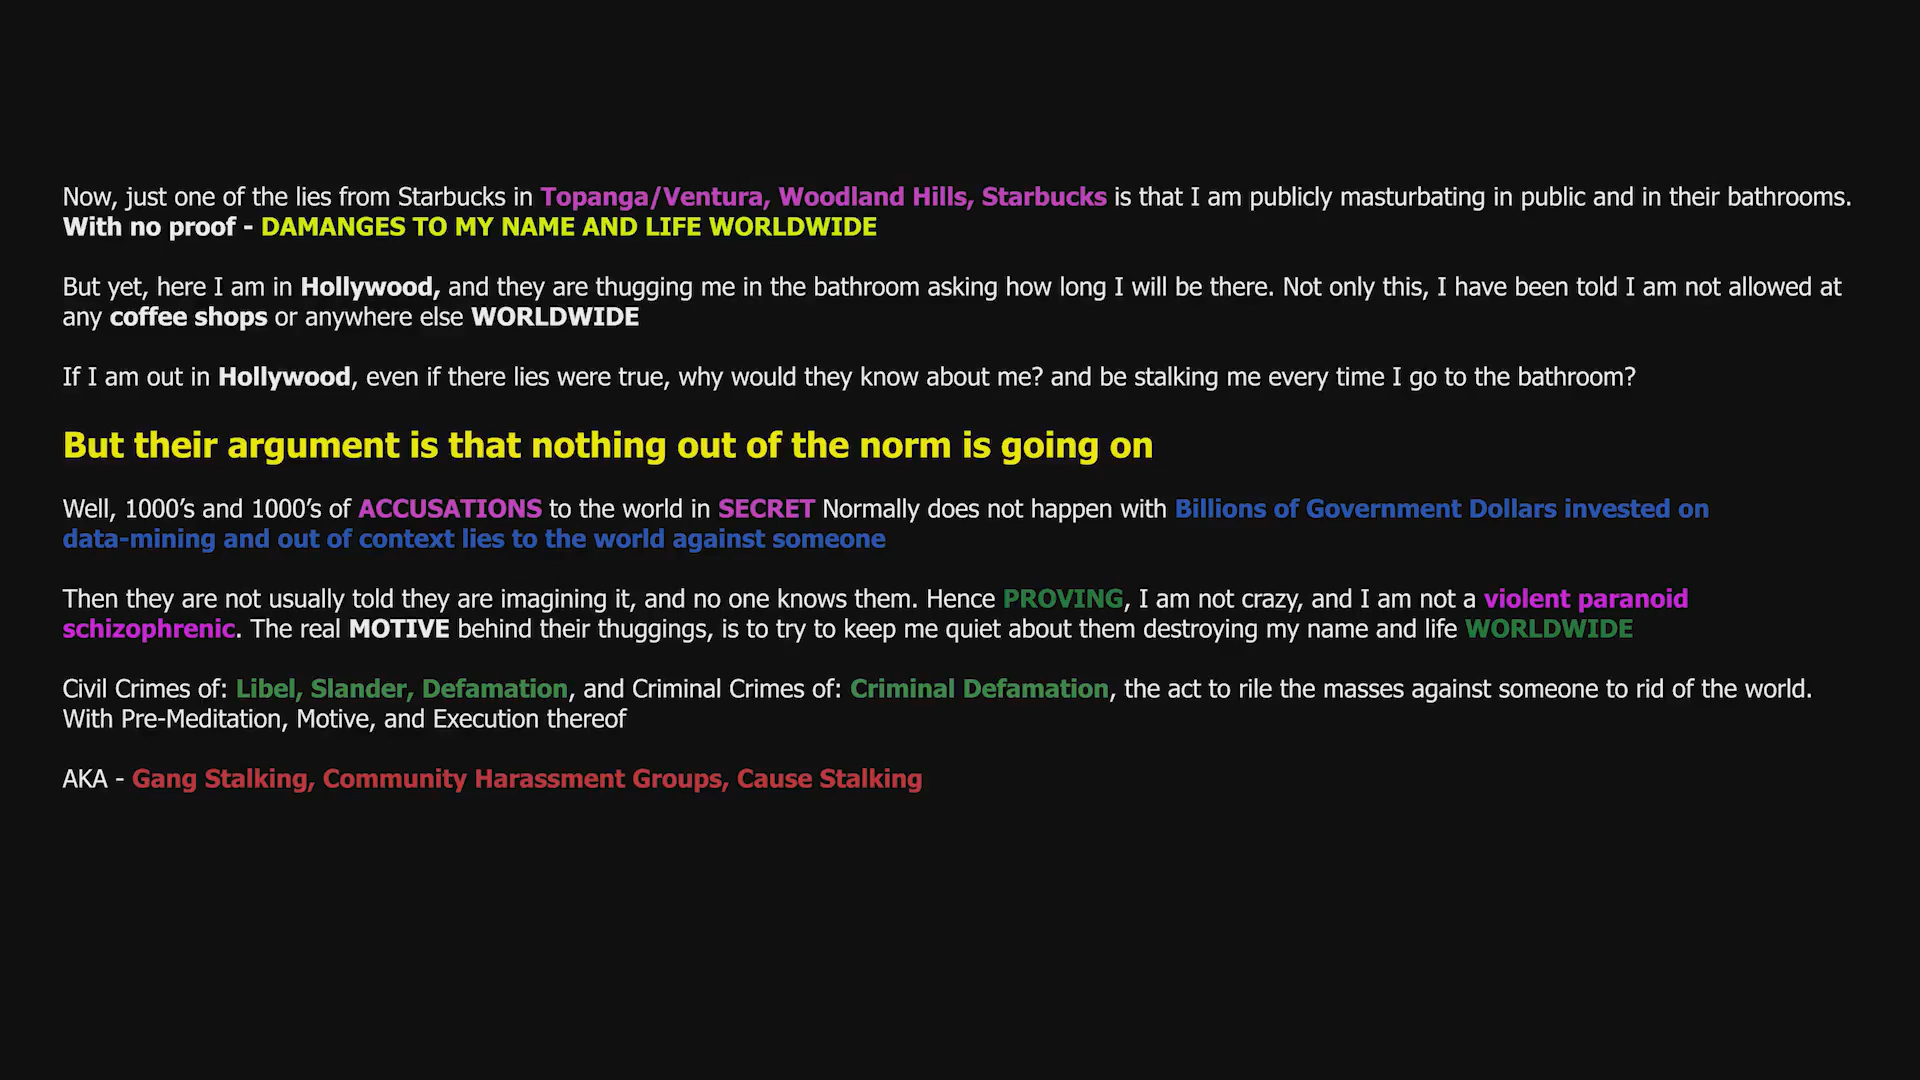 Now, just one of the lies from Starbucks in Topanga/Ventura, Woodland Hills, Starbucks is that I am publicly masturbating in public and in their bathrooms.
With no proof - DAMANGES TO MY NAME AND LIFE WORLDWIDE
But yet, here I am in Hollywood, and they are thugging me in the bathroom asking how long I will be there. Not only this, I have been told I am not allowed at
any coffee shops or anywhere else WORLDWIDE
If I am out in Hollywood, even if there lies were true, why would they know about me? and be stalking me every time I go to the bathroom?
But their argument is that nothing out of the norm is going on
Well, 1000’s and 1000’s of ACCUSATIONS to the world in SECRET Normally does not happen with Billions of Government Dollars invested on
data-mining and out of context lies to the world against someone
Then they are not usually told they are imagining it, and no one knows them. Hence PROVING, I am not crazy, and I am not a violent paranoid
schizophrenic. The real MOTIVE behind their thuggings, is to try to keep me quiet about them destroying my name and life WORLDWIDE
Civil Crimes of: Libel, Slander, Defamation, and Criminal Crimes of: Criminal Defamation, the act to rile the masses against someone to rid of the world.
With Pre-Meditation, Motive, and Execution thereof
AKA - Gang Stalking, Community Harassment Groups, Cause Stalking